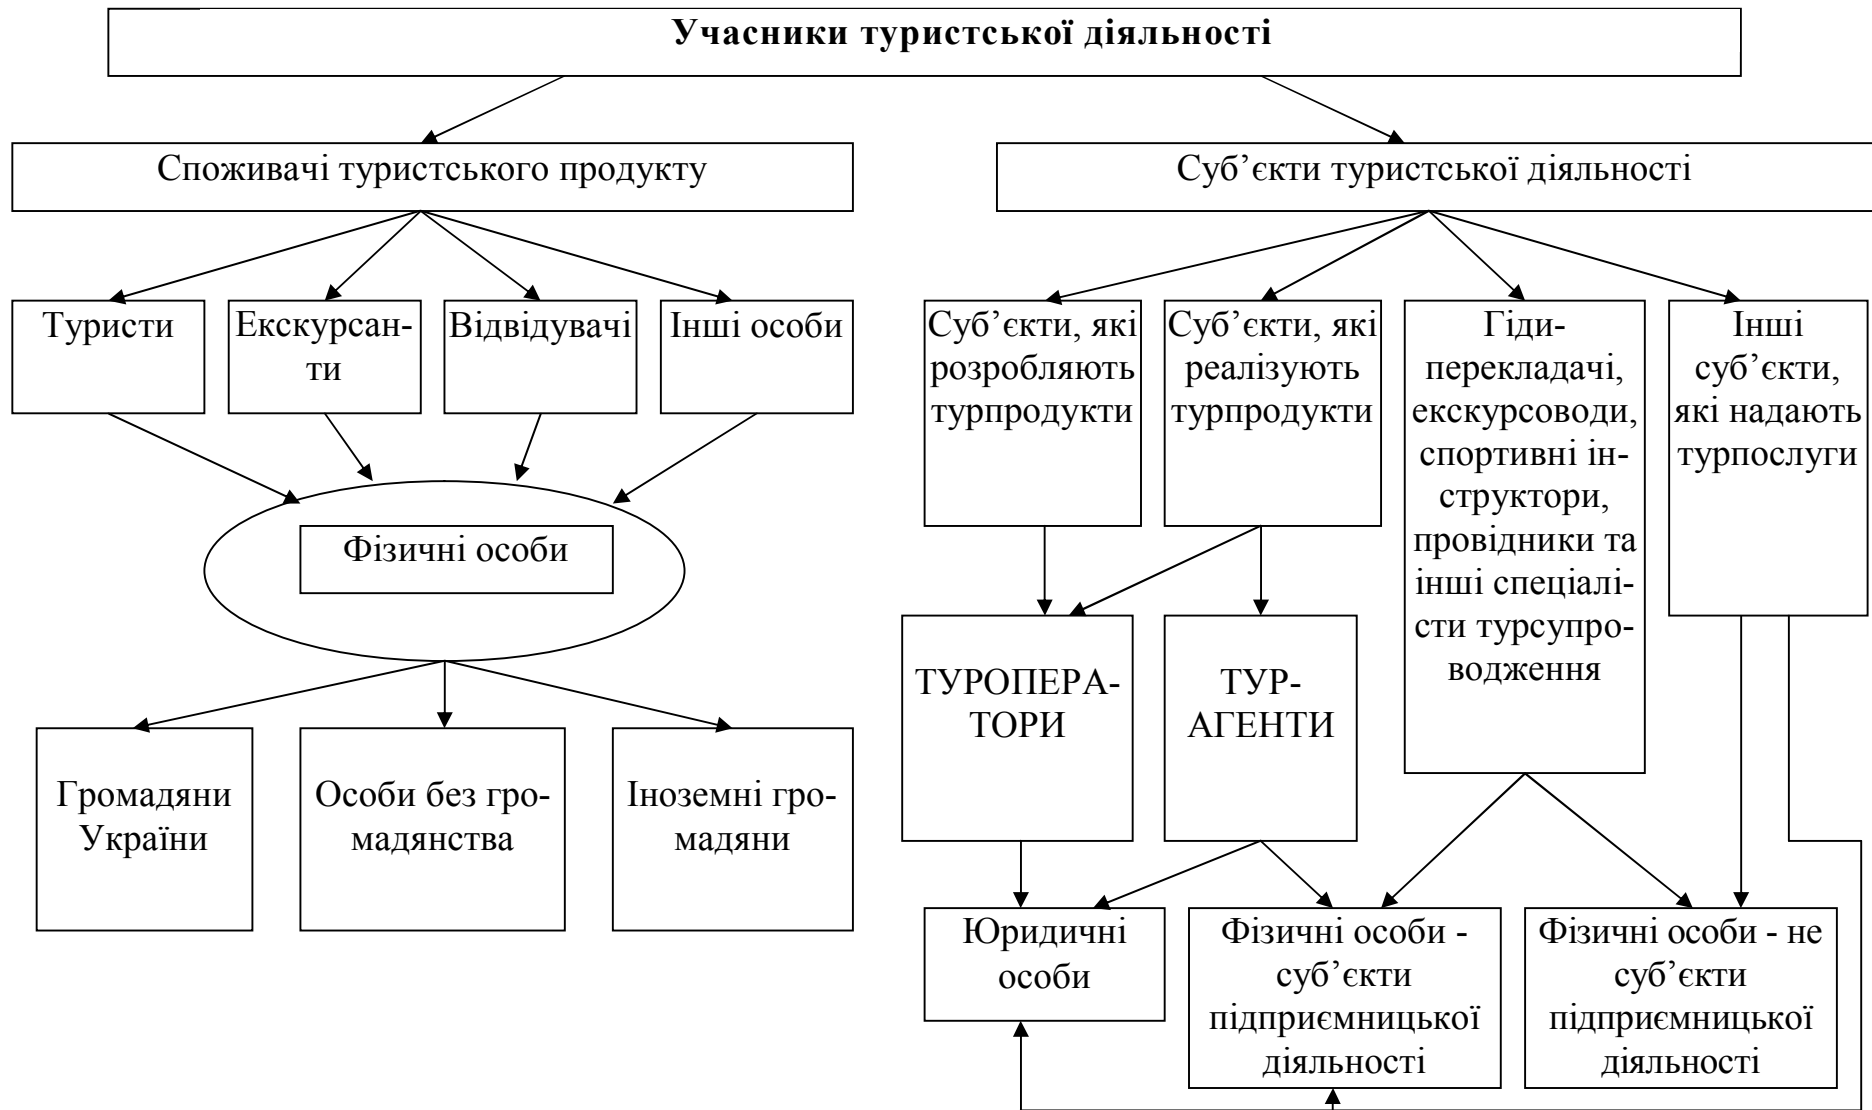 Учасники туристської діяльності
Споживачі туристського продукту
Суб’єкти туристської діяльності
Туристи
Екскурсан-
ти
Відвідувачі
Інші особи
Суб’єкти, які
розробляють
турпродукти
Суб’єкти, які
реалізують
турпродукти
Гіди-
перекладачі,
екскурсоводи,
спортивні ін-
структори,
провідники та
інші спеціалі-
сти турсупро-
водження
Інші
суб’єкти,
які надають
турпослуги
Фізичні особи
ТУРОПЕРА-
ТОРИ
ТУР-
АГЕНТИ
Громадяни
України
Особи без гро-
мадянства
Іноземні гро-
мадяни
Юридичні
особи
Фізичні особи -
суб’єкти
підприємницької
діяльності
Фізичні особи - не
суб’єкти
підприємницької
діяльності